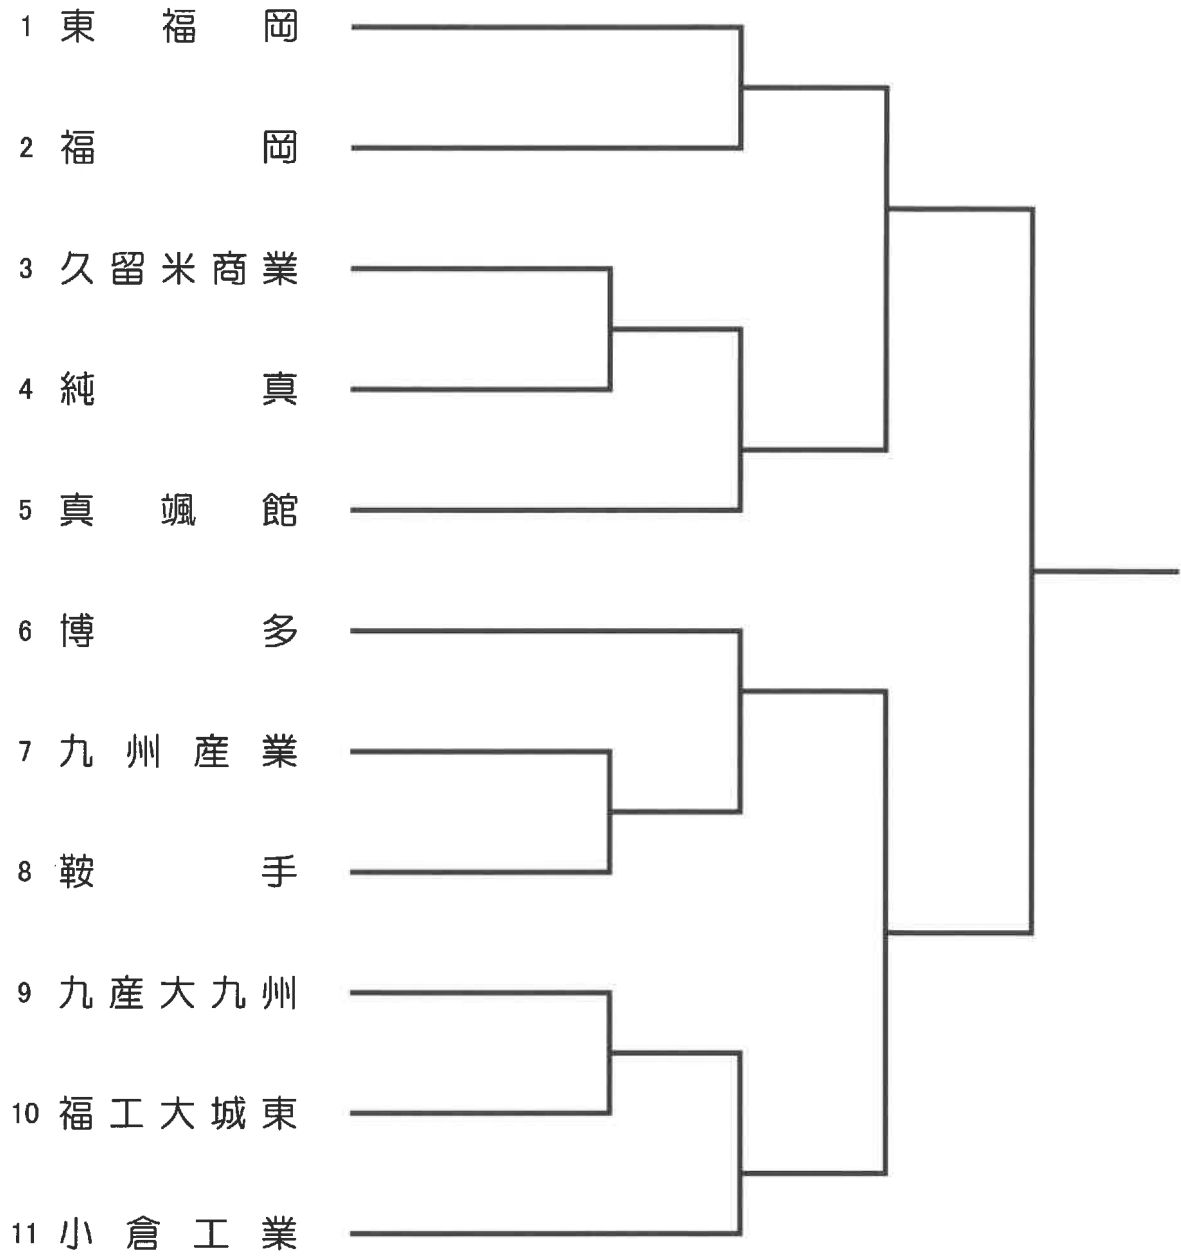 1 東福岡
2 福岡
3 久留米商業
4 純真
5 真颯館
6 博多
7 九州産業
8 鞍手
9 九産大九州
10 福工大城東
11 小倉工業